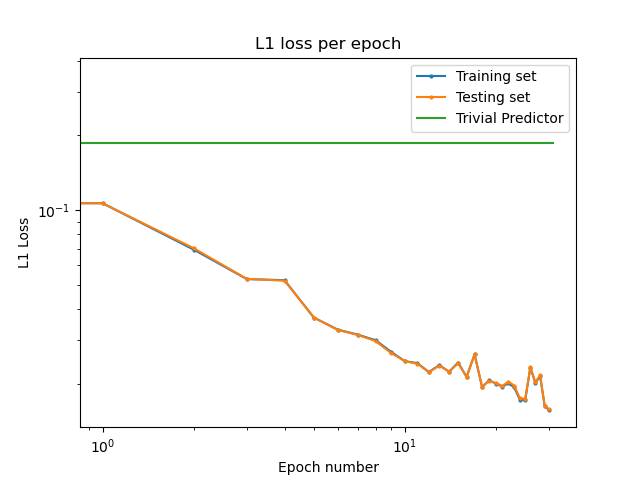 L1 loss per epoch
Training set
Testing set
Trivial Predictor
L1 Loss
10⁻¹
10⁰
10¹
Epoch number